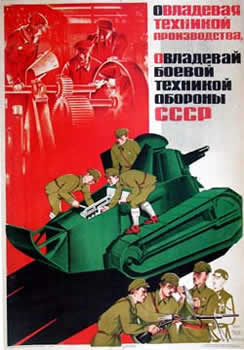 ОВЛАДЕВАЯ
ТЕХНИКОЙ
ПРОИЗВОДСТВА,
ОВЛАДЕВАЙ
БОЕВОЙ
ТЕХНИКОЙ
ОБОРОНЫ
СССР